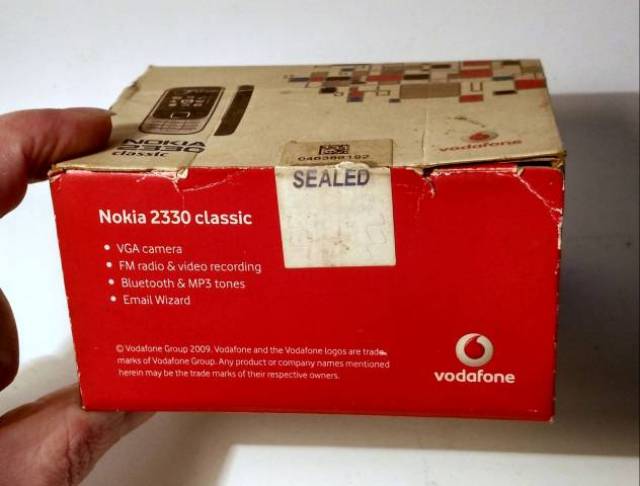 NOKIA
2330
classic
vodafone
SEALED
Nokia 2330 classic
• VGA camera
• FM radio & video recording
• Bluetooth & MP3 tones
• Email Wizard
© Vodafone Group 2009. Vodafone and the Vodafone logos are trade
marks of Vodafone Group. Any product or company names mentioned
herein may be the trade marks of their respective owners.
vodafone